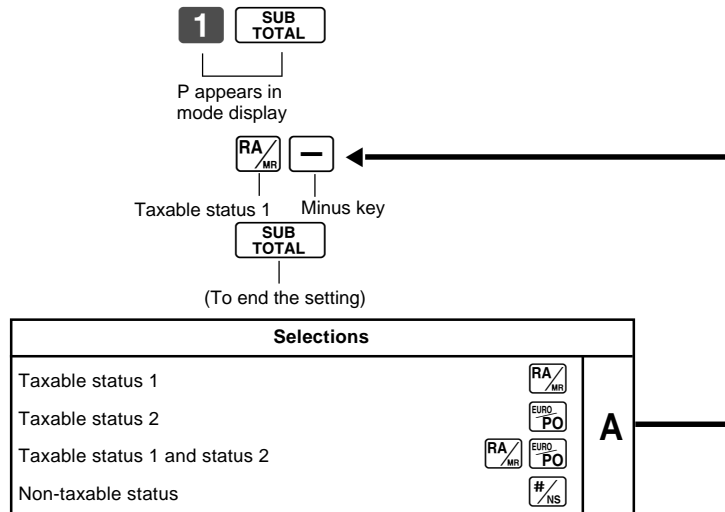 1 SUB TOTAL
P appears in
mode display
RA/MR −
Taxable status 1 Minus key
SUB TOTAL
(To end the setting)
Selections
Taxable status 1 RA/MR
Taxable status 2 EURO/PO
Taxable status 1 and status 2 RA/MR EURO/PO
Non-taxable status #/NS
A